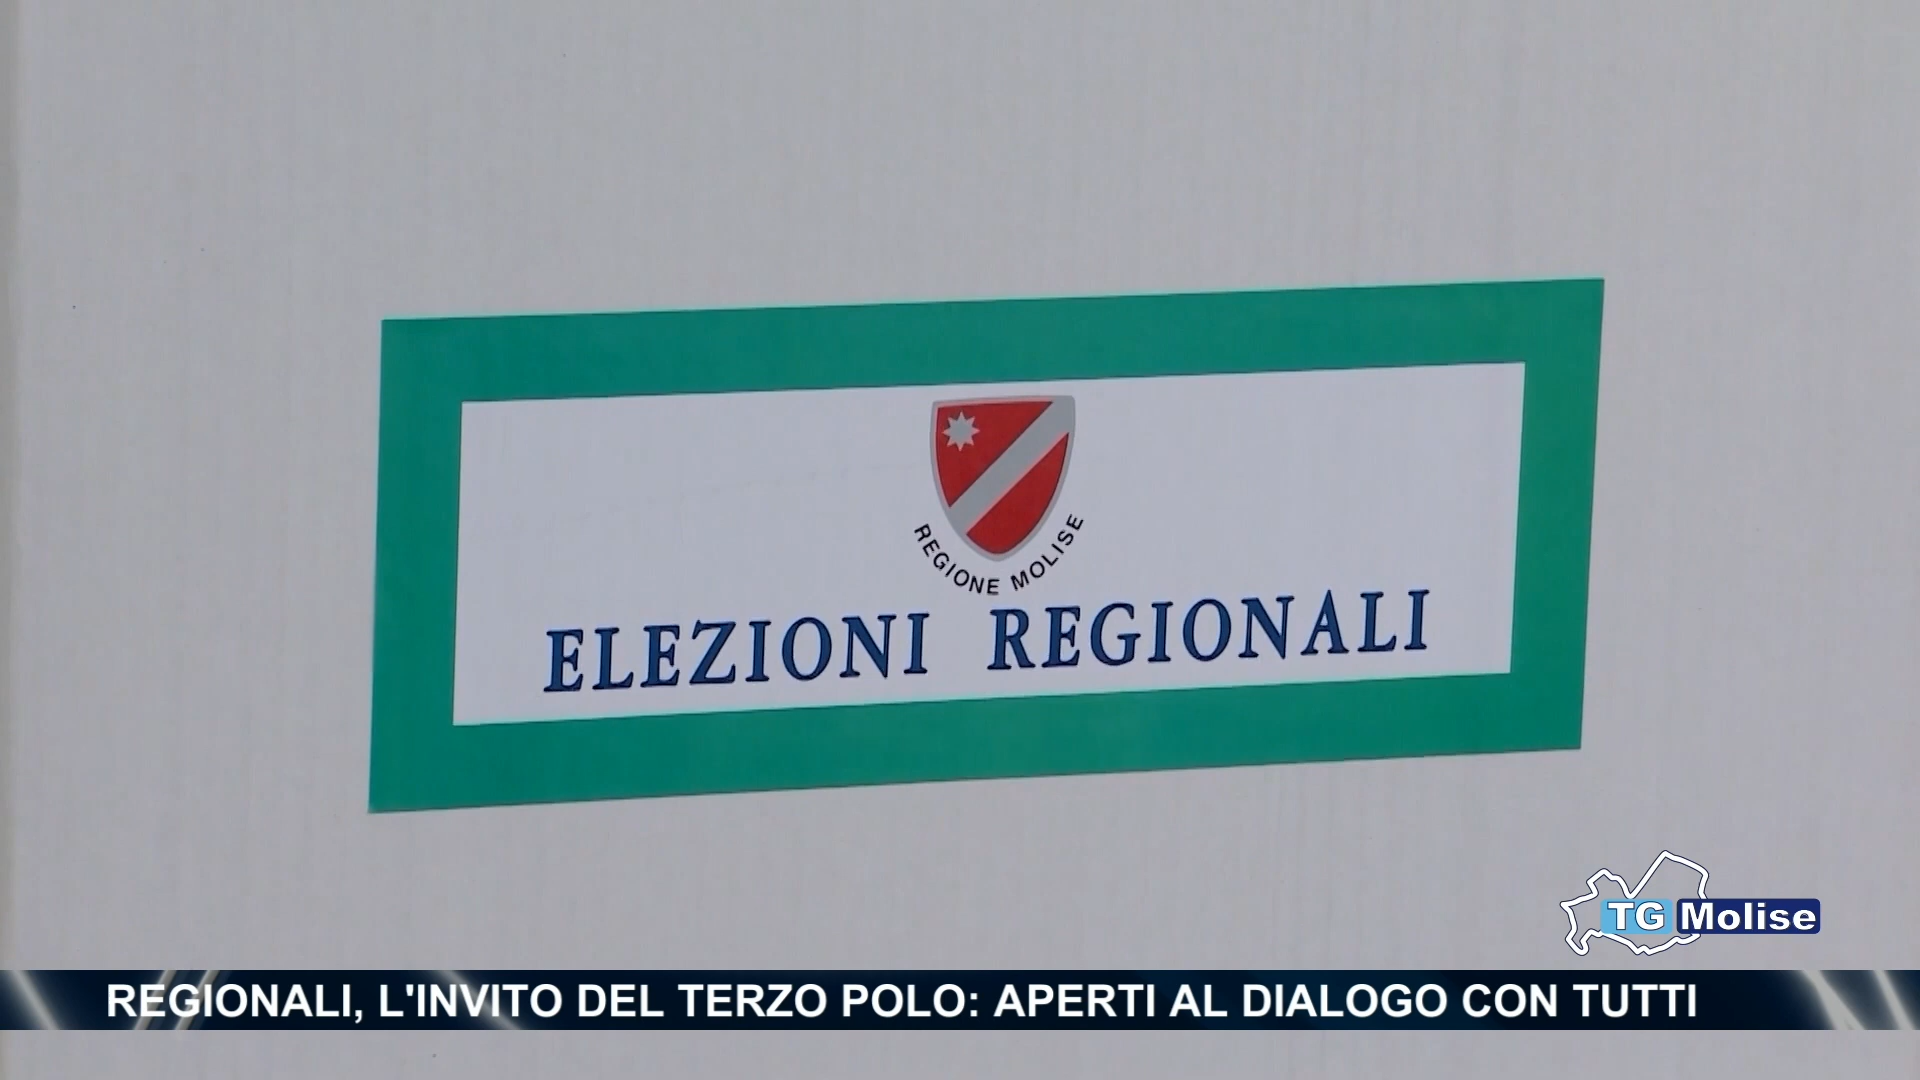 REGIONE MOLISE
ELEZIONI REGIONALI
TG Molise
REGIONALI, L'INVITO DEL TERZO POLO: APERTI AL DIALOGO CON TUTTI